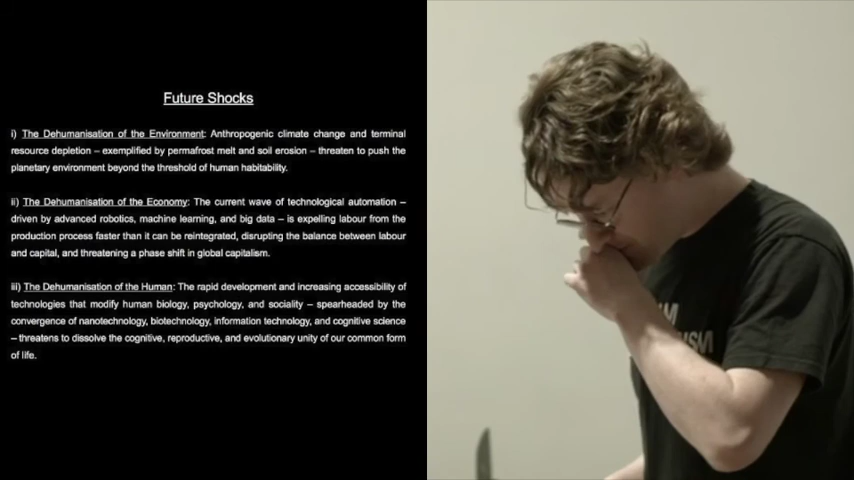 Future Shocks
i) The Dehumanisation of the Environment: Anthropogenic climate change and terminal
resource depletion – exemplified by permafrost melt and soil erosion – threaten to push the
planetary environment beyond the threshold of human habitability.
ii) The Dehumanisation of the Economy: The current wave of technological automation –
driven by advanced robotics, machine learning, and big data – is expelling labour from the
production process faster than it can be reintegrated, disrupting the balance between labour
and capital, and threatening a phase shift in global capitalism.
iii) The Dehumanisation of the Human: The rapid development and increasing accessibility of
technologies that modify human biology, psychology, and sociality – spearheaded by the
convergence of nanotechnology, biotechnology, information technology, and cognitive science
– threatens to dissolve the cognitive, reproductive, and evolutionary unity of our common form
of life.